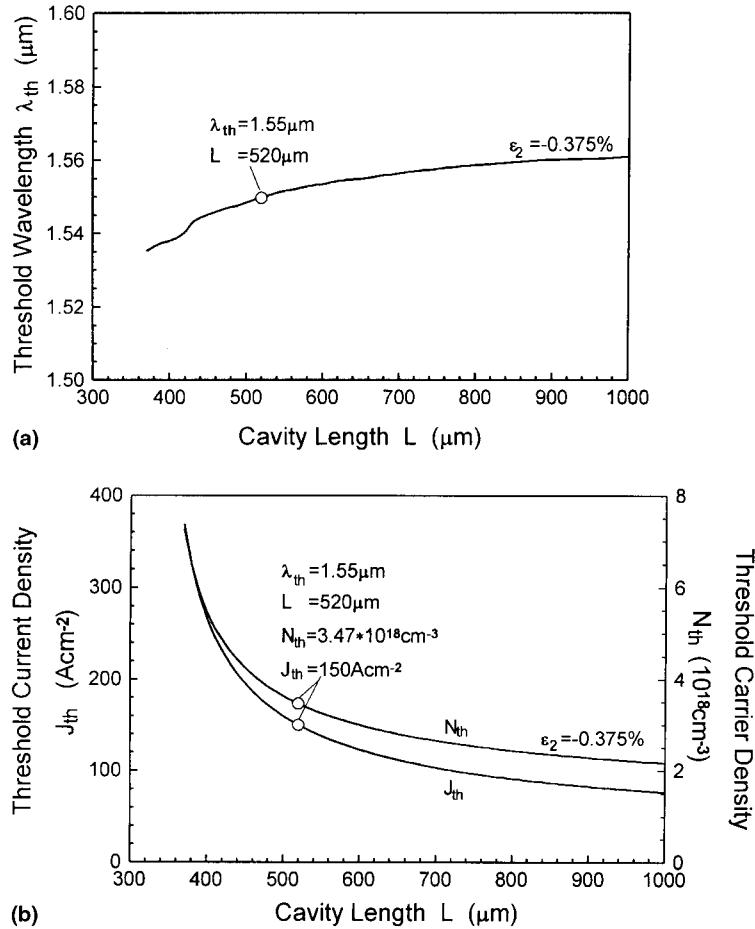 1.60
1.58
1.56
1.54
1.52
1.50
Threshold Wavelength λth (μm)
λth=1.55μm
L =520μm
ε2=-0.375%
300 400 500 600 700 800 900 1000
(a)
Cavity Length L (μm)
400
300
200
100
0
Threshold Current Density
Jth (Acm-2)
λth=1.55μm
L =520μm
Nth=3.47*1018cm-3
Jth=150Acm-2
Nth
ε2=-0.375%
Jth
8
6
4
2
0
Nth (1018cm-3)
Threshold Carrier Density
300 400 500 600 700 800 900 1000
(b)
Cavity Length L (μm)